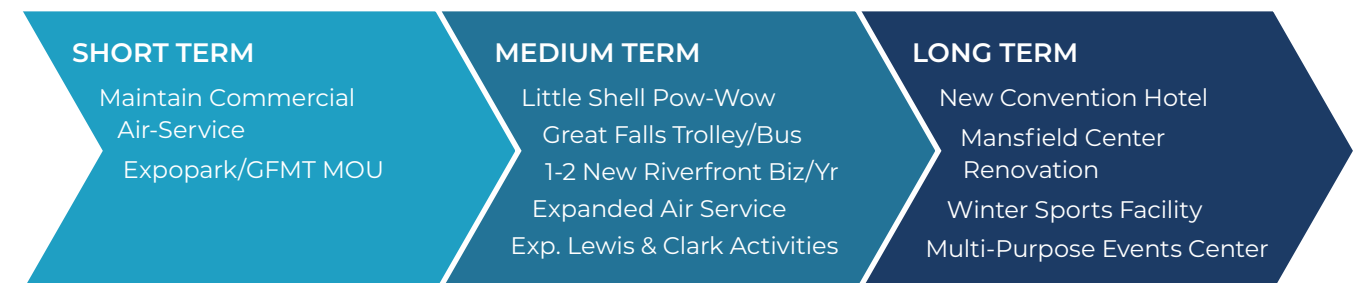 SHORT TERM
Maintain Commercial
Air-Service
Expopark/GFMT MOU
MEDIUM TERM
Little Shell Pow-Wow
Great Falls Trolley/Bus
1-2 New Riverfront Biz/Yr
Expanded Air Service
Exp. Lewis & Clark Activities
LONG TERM
New Convention Hotel
Mansfield Center
Renovation
Winter Sports Facility
Multi-Purpose Events Center